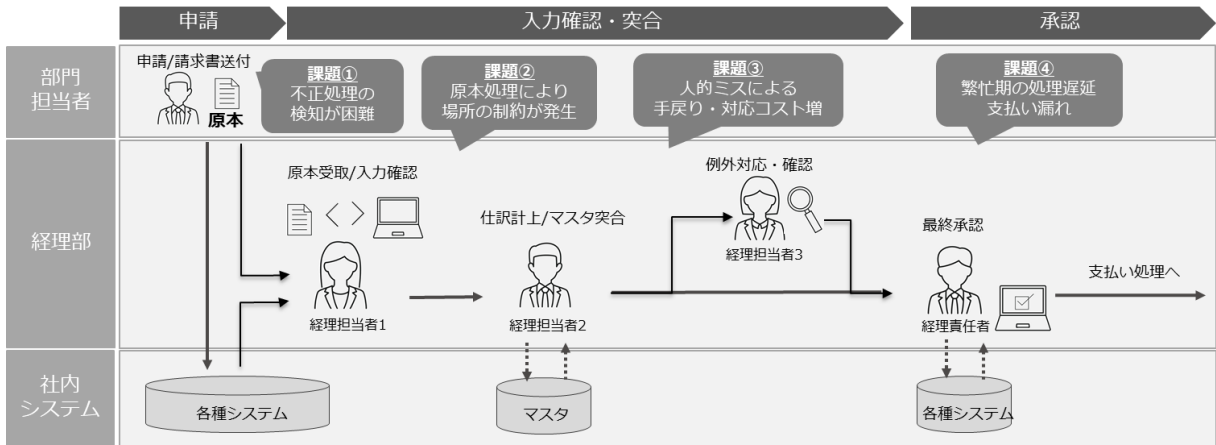 申請
入力確認・突合
承認
部門
担当者
申請/請求書送付
原本
課題①
不正処理の
検知が困難
課題②
原本処理により
場所の制約が発生
課題③
人的ミスによる
手戻り・対応コスト増
課題④
繁忙期の処理遅延
支払い漏れ
経理部
原本受取/入力確認
経理担当者1
仕訳計上/マスタ突合
経理担当者2
例外対応・確認
経理担当者3
最終承認
経理責任者
支払い処理へ
社内
システム
各種システム
マスタ
各種システム